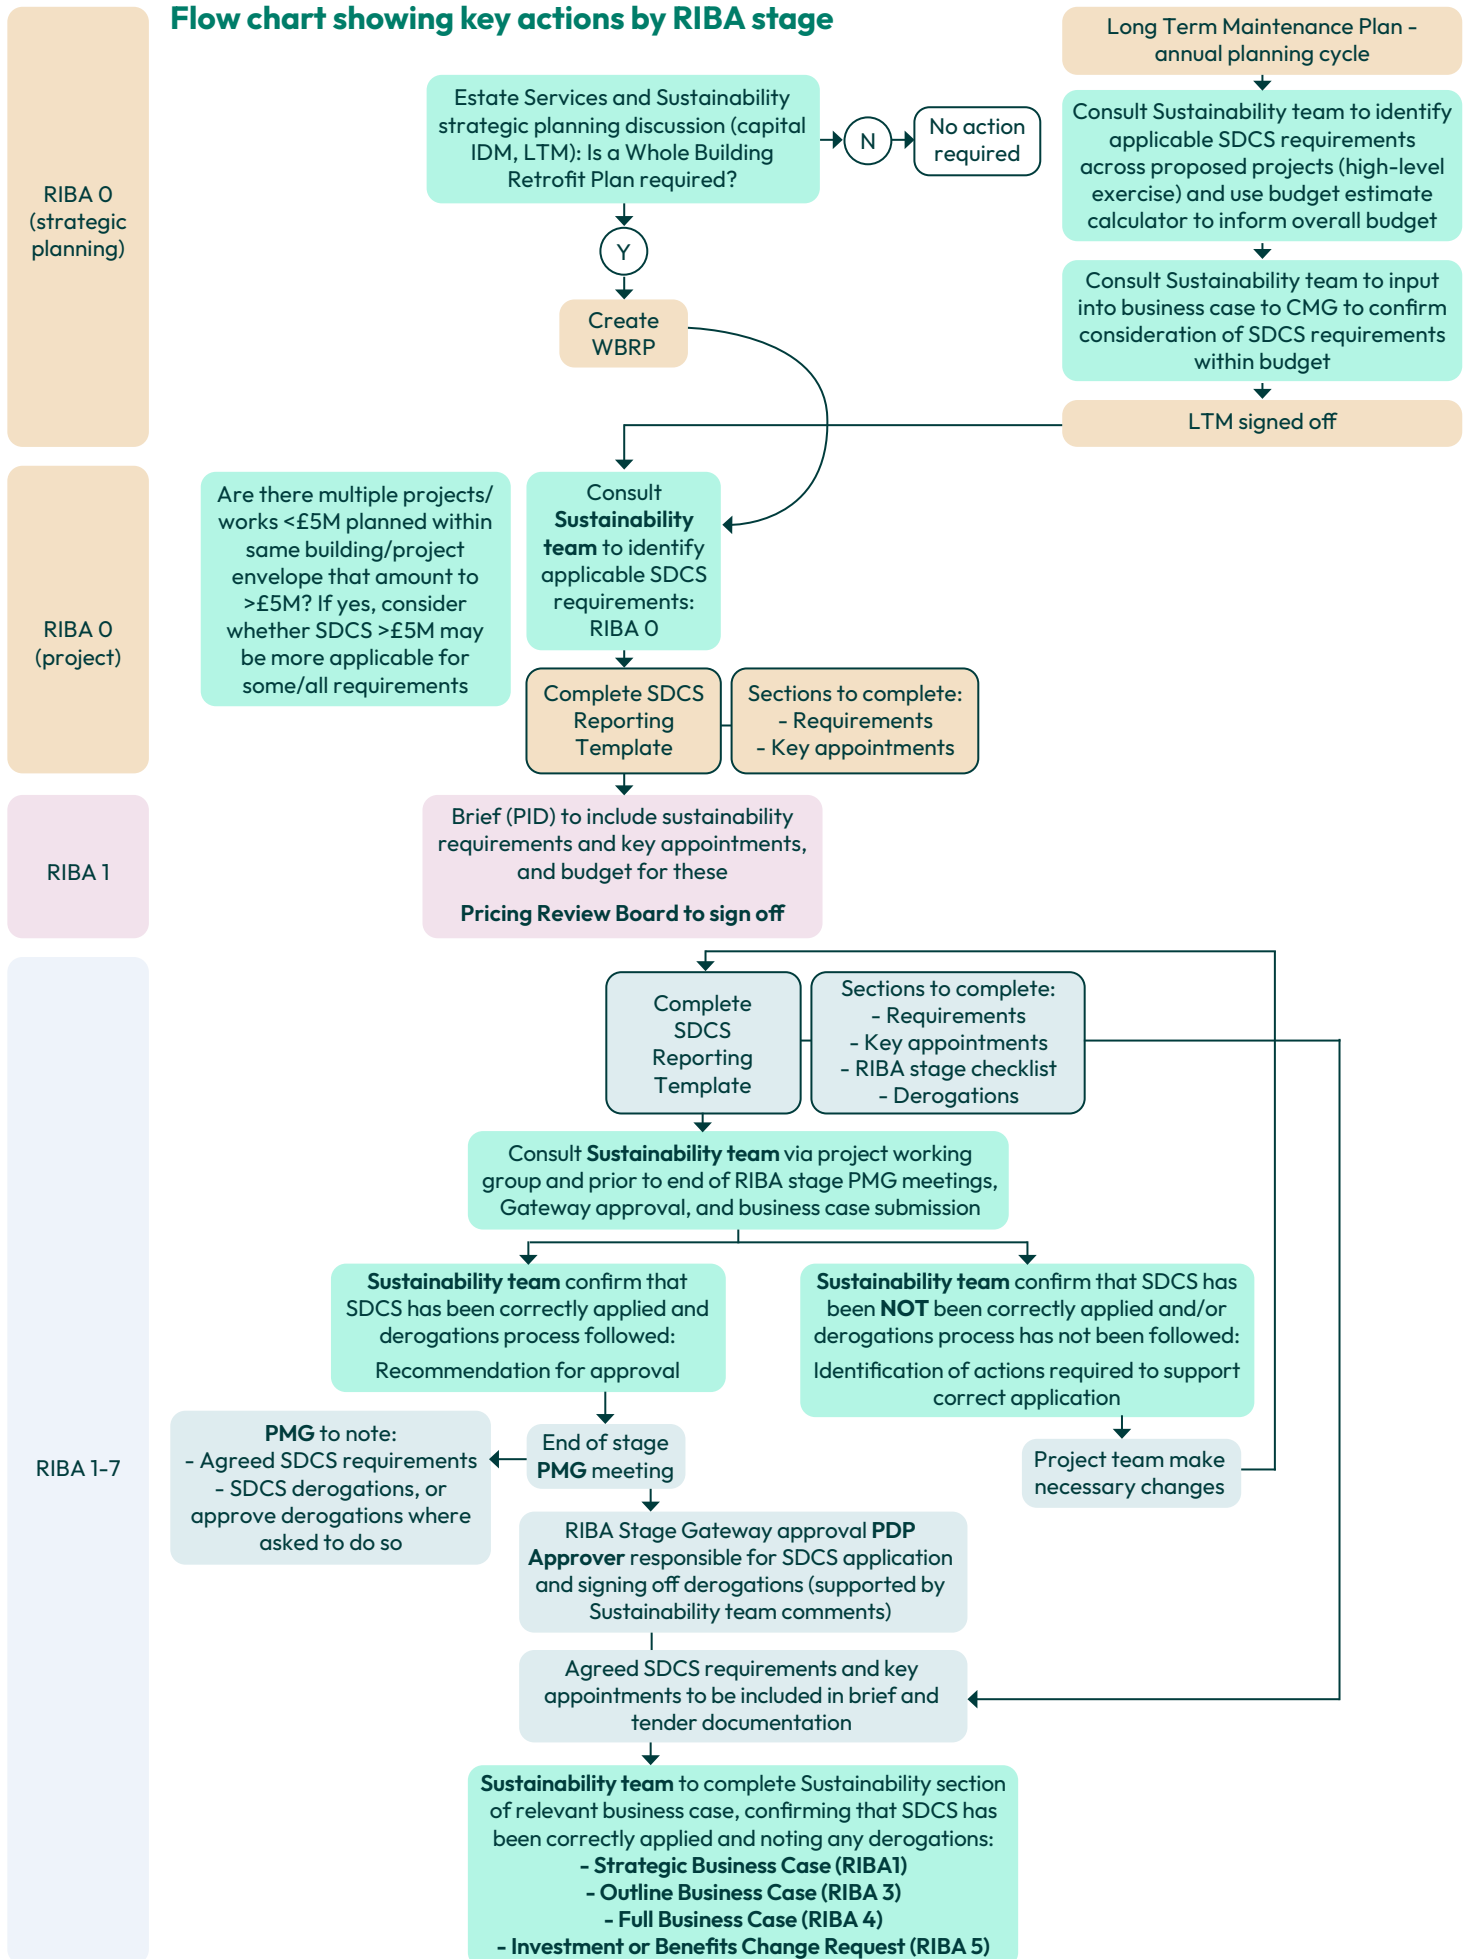 Flow chart showing key actions by RIBA stage
RIBA 0
(strategic
planning)
Estate Services and Sustainability
strategic planning discussion (capital
IDM, LTM): Is a Whole Building
Retrofit Plan required?
N
No action
required
Y
Create
WBRP
Long Term Maintenance Plan -
annual planning cycle
Consult Sustainability team to identify
applicable SDCS requirements
across proposed projects (high-level
exercise) and use budget estimate
calculator to inform overall budget
Consult Sustainability team to input
into business case to CMG to confirm
consideration of SDCS requirements
within budget
LTM signed off
RIBA 0
(project)
Are there multiple projects/
works <£5M planned within
same building/project
envelope that amount to
>£5M? If yes, consider
whether SDCS >£5M may
be more applicable for
some/all requirements
Consult
Sustainability
team to identify
applicable SDCS
requirements:
RIBA 0
Complete SDCS
Reporting
Template
Sections to complete:
- Requirements
- Key appointments
RIBA 1
Brief (PID) to include sustainability
requirements and key appointments,
and budget for these
Pricing Review Board to sign off
RIBA 1-7
Complete
SDCS
Reporting
Template
Sections to complete:
- Requirements
- Key appointments
- RIBA stage checklist
- Derogations
Consult Sustainability team via project working
group and prior to end of RIBA stage PMG meetings,
Gateway approval, and business case submission
Sustainability team confirm that
SDCS has been correctly applied and
derogations process followed:
Recommendation for approval
Sustainability team confirm that SDCS has
been NOT been correctly applied and/or
derogations process has not been followed:
Identification of actions required to support
correct application
PMG to note:
- Agreed SDCS requirements
- SDCS derogations, or
approve derogations where
asked to do so
End of stage
PMG meeting
Project team make
necessary changes
RIBA Stage Gateway approval PDP
Approver responsible for SDCS application
and signing off derogations (supported by
Sustainability team comments)
Agreed SDCS requirements and key
appointments to be included in brief and
tender documentation
Sustainability team to complete Sustainability section
of relevant business case, confirming that SDCS has
been correctly applied and noting any derogations:
- Strategic Business Case (RIBA1)
- Outline Business Case (RIBA 3)
- Full Business Case (RIBA 4)
- Investment or Benefits Change Request (RIBA 5)